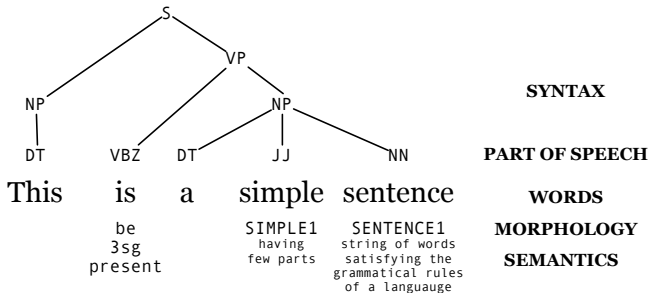 S
VP
NP NP SYNTAX
DT VBZ DT JJ NN PART OF SPEECH
This is a simple sentence WORDS
be SIMPLE1 SENTENCE1 MORPHOLOGY
3sg having string of words
present few parts satisfying the SEMANTICS
grammatical rules
of a languauge